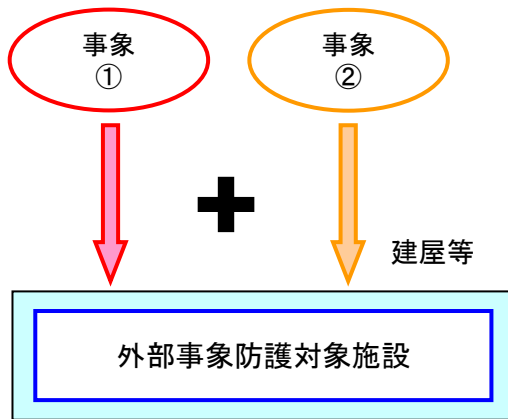 事象
①
事象
②
建屋等
外部事象防護対象施設